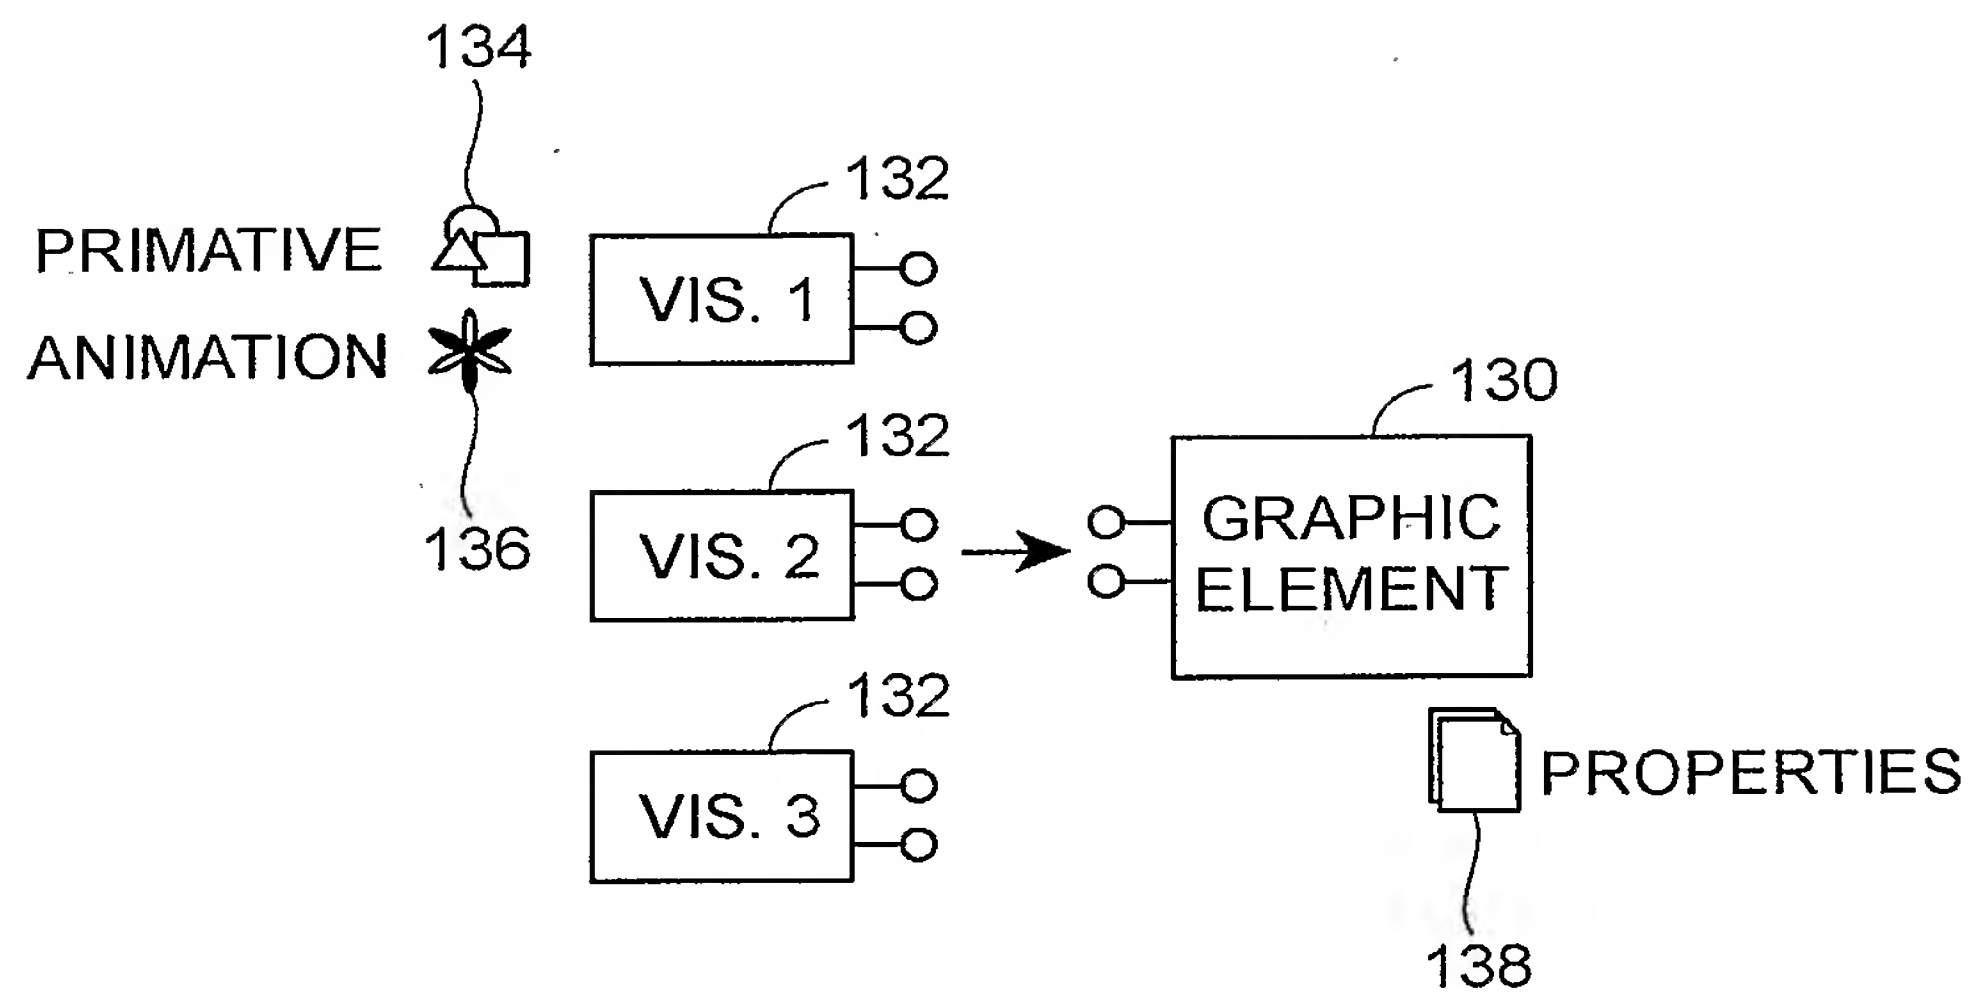 134
132
PRIMATIVE
VIS. 1
ANIMATION
130
132
136
VIS. 2
GRAPHIC
ELEMENT
132
PROPERTIES
VIS. 3
138